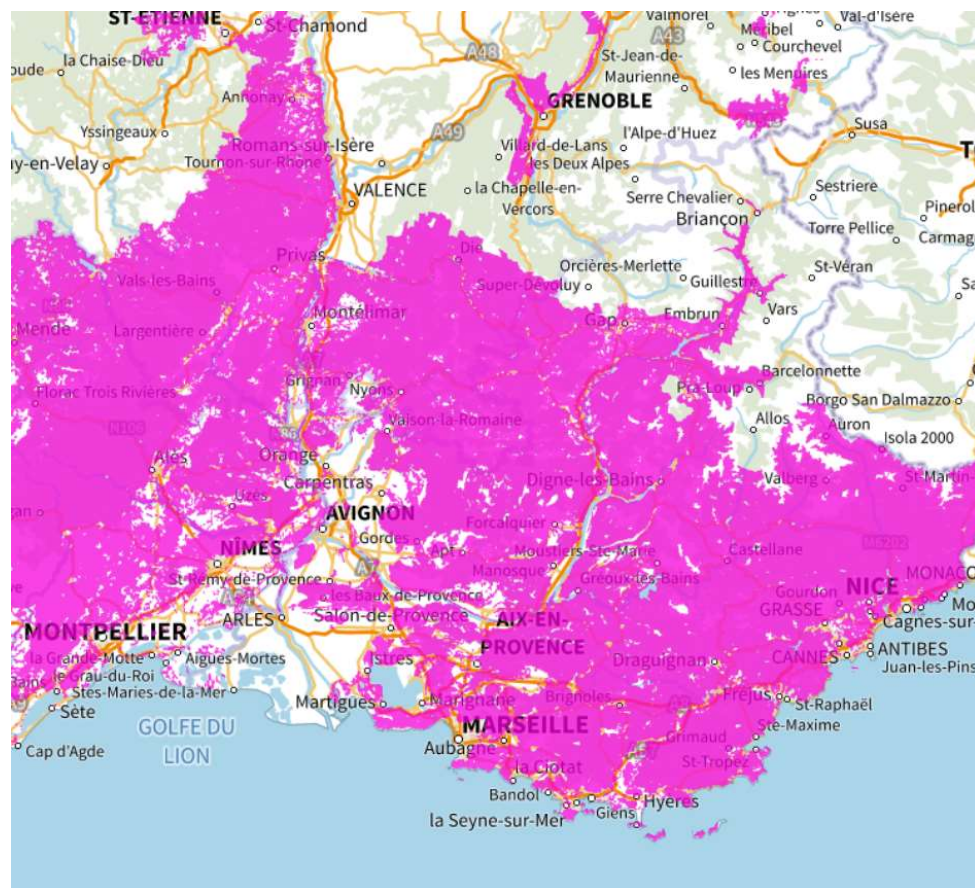 ST-ETIENNE
St-Chamond
Valmorel
Val-d'Isère
Méribel
Courchevel
A48
A43
la Chaise-Dieu
St-Jean-de-
Maurienne
les Menuires
Annonay
GRENOBLE
Yssingeaux
A49
l'Alpe-d'Huez
Susa
Romans-sur-Isère
Villard-de-Lans
les Deux Alpes
Tournon-sur-Rhône
VALENCE
la Chapelle-en-
Vercors
Serre Chevalier
Sestriere
Briançon
Torre Pellice
Privas
Die
Orcières-Merlette
Super-Dévoluy
Guillestre
St-Véran
Vals-les-Bains
Vars
Mende
Largentière
Montélimar
Gap
Embrun
Grignan
Nyons
Pra-Loup
Barcelonnette
Florac Trois Rivières
Borgo San Dalmazzo
N106
Vaison-la-Romaine
Allos
Auron
Isola 2000
Orange
Alès
Carpentras
Digne-les-Bains
Valberg
St-Martin-
Uzès
AVIGNON
Forcalquier
Gordes
Apt
Moustiers-Ste-Marie
Castellane
M6202
NÎMES
A7
Manosque
Gréoux-les-Bains
Gourdon
NICE
MONACO
St-Rémy-de-Provence
les Baux-de-Provence
GRASSE
ARLES
Salon-de-Provence
AIX-EN-
PROVENCE
Cagnes-sur-
MONTPELLIER
Istres
Draguignan
CANNES
ANTIBES
Juan-les-Pins
la Grande-Motte
Aigues-Mortes
le Grau-du-Roi
Stes-Maries-de-la-Mer
Martigues
Marignane
Brignoles
A8
Fréjus
St-Raphaël
Sète
MARSEILLE
Ste-Maxime
GOLFE DU
LION
Aubagne
Grimaud
St-Tropez
A57
Cap d'Agde
la Ciotat
Bandol
Hyères
Giens
la Seyne-sur-Mer